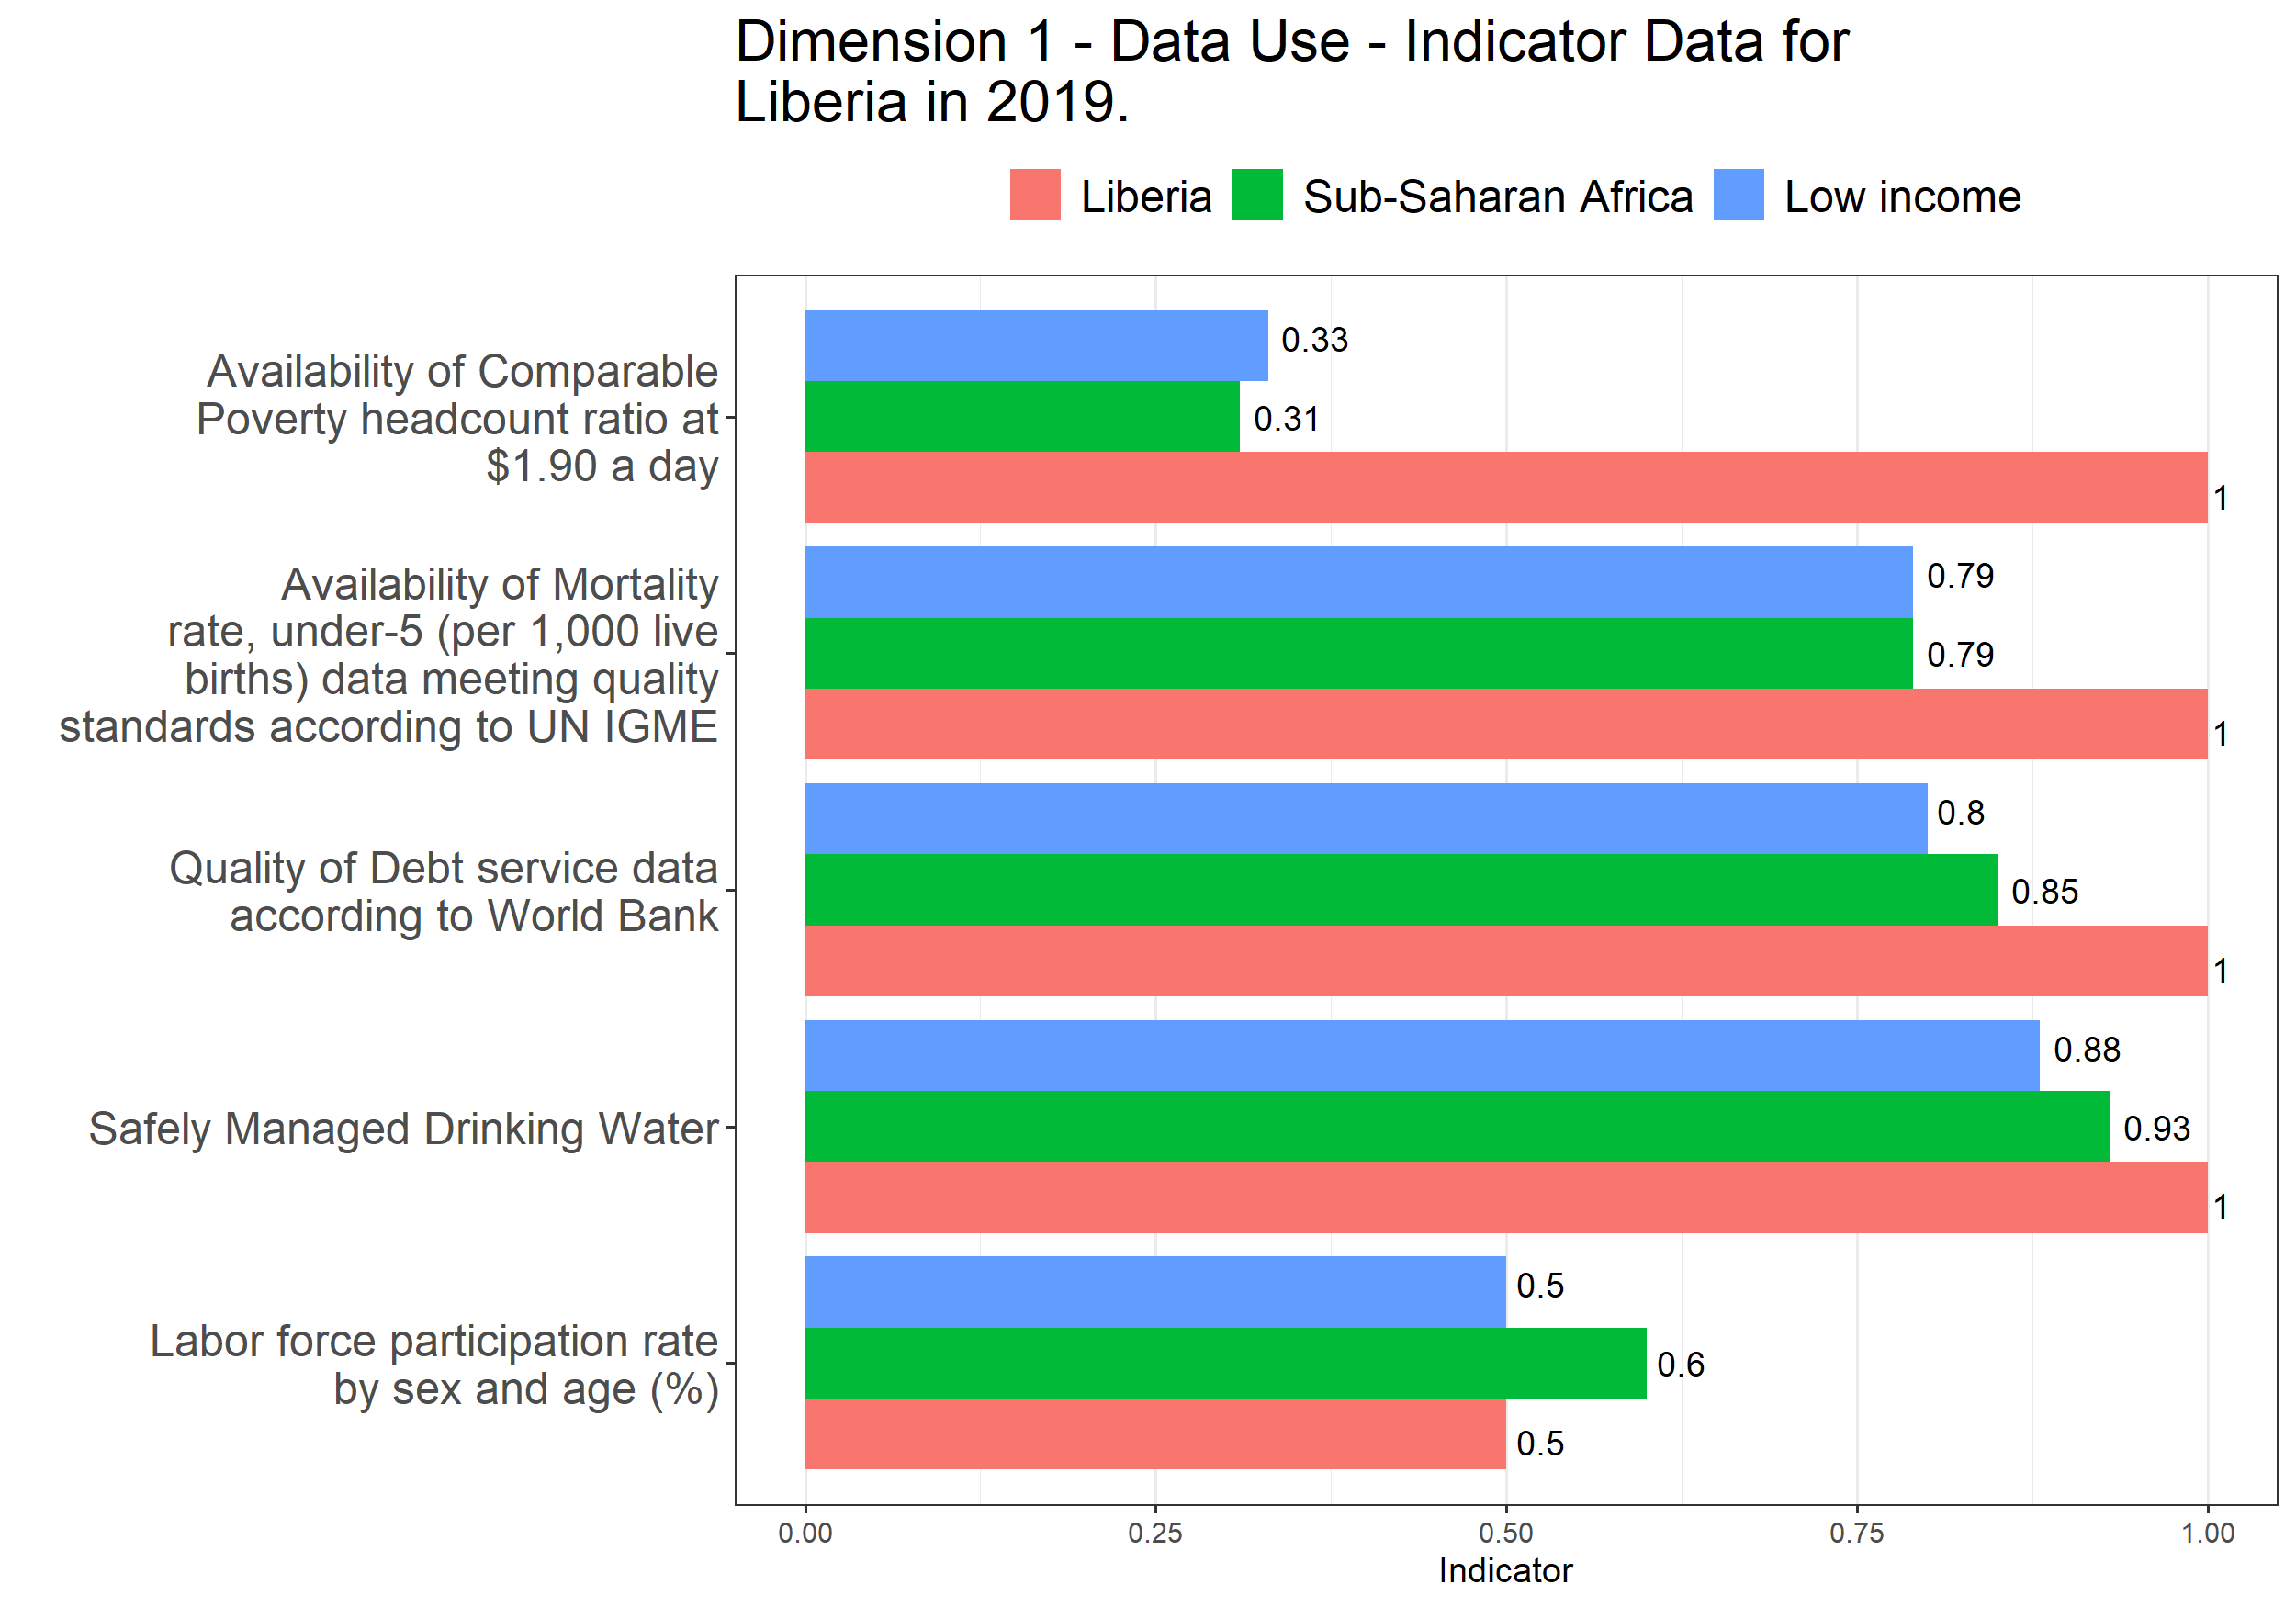 Dimension 1 - Data Use - Indicator Data for
Liberia in 2019.
Liberia
Sub-Saharan Africa
Low income
Availability of Comparable
Poverty headcount ratio at
$1.90 a day
0.33
0.31
1
Availability of Mortality
rate, under-5 (per 1,000 live
births) data meeting quality
standards according to UN IGME
0.79
0.79
1
Quality of Debt service data
according to World Bank
0.8
0.85
1
Safely Managed Drinking Water
0.88
0.93
1
Labor force participation rate
by sex and age (%)
0.5
0.6
0.5
0.00
0.25
0.50
0.75
1.00
Indicator